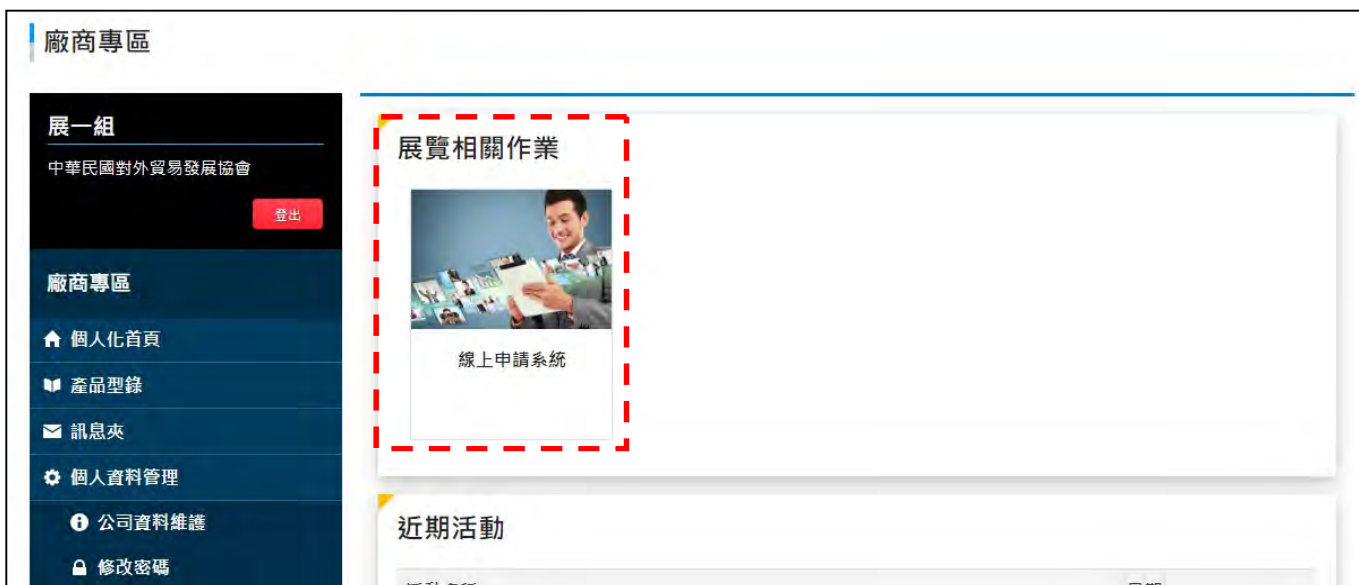 廠商專區
展一組
中華民國對外貿易發展協會
登出
廠商專區
個人化首頁
產品型錄
訊息夾
個人資料管理
公司資料維護
修改密碼
展覽相關作業
線上申請系統
近期活動